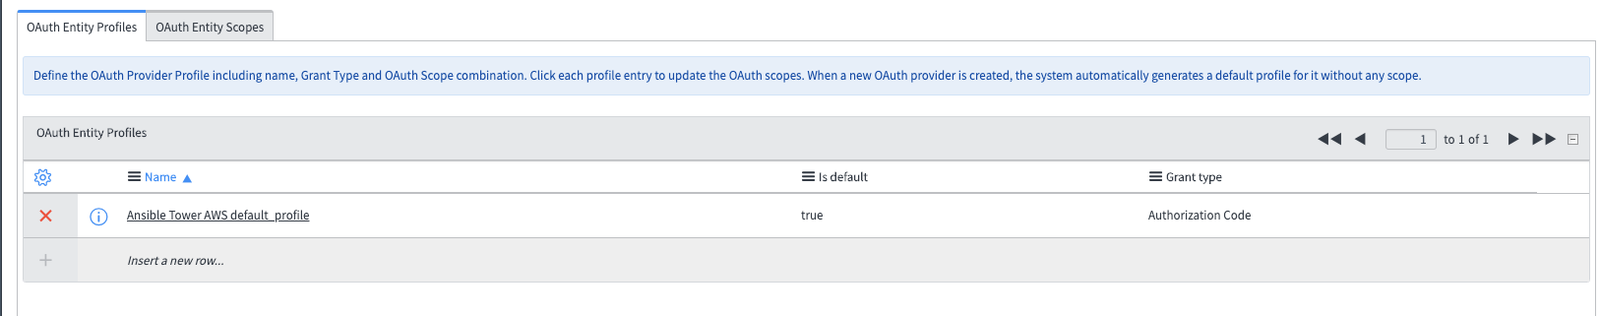 OAuth Entity Profiles
OAuth Entity Scopes
Define the OAuth Provider Profile including name, Grant Type and OAuth Scope combination. Click each profile entry to update the OAuth scopes. When a new OAuth provider is created, the system automatically generates a default profile for it without any scope.
OAuth Entity Profiles
1 to 1 of 1
Name Is default Grant type
Ansible Tower AWS default_profile true Authorization Code
Insert a new row...